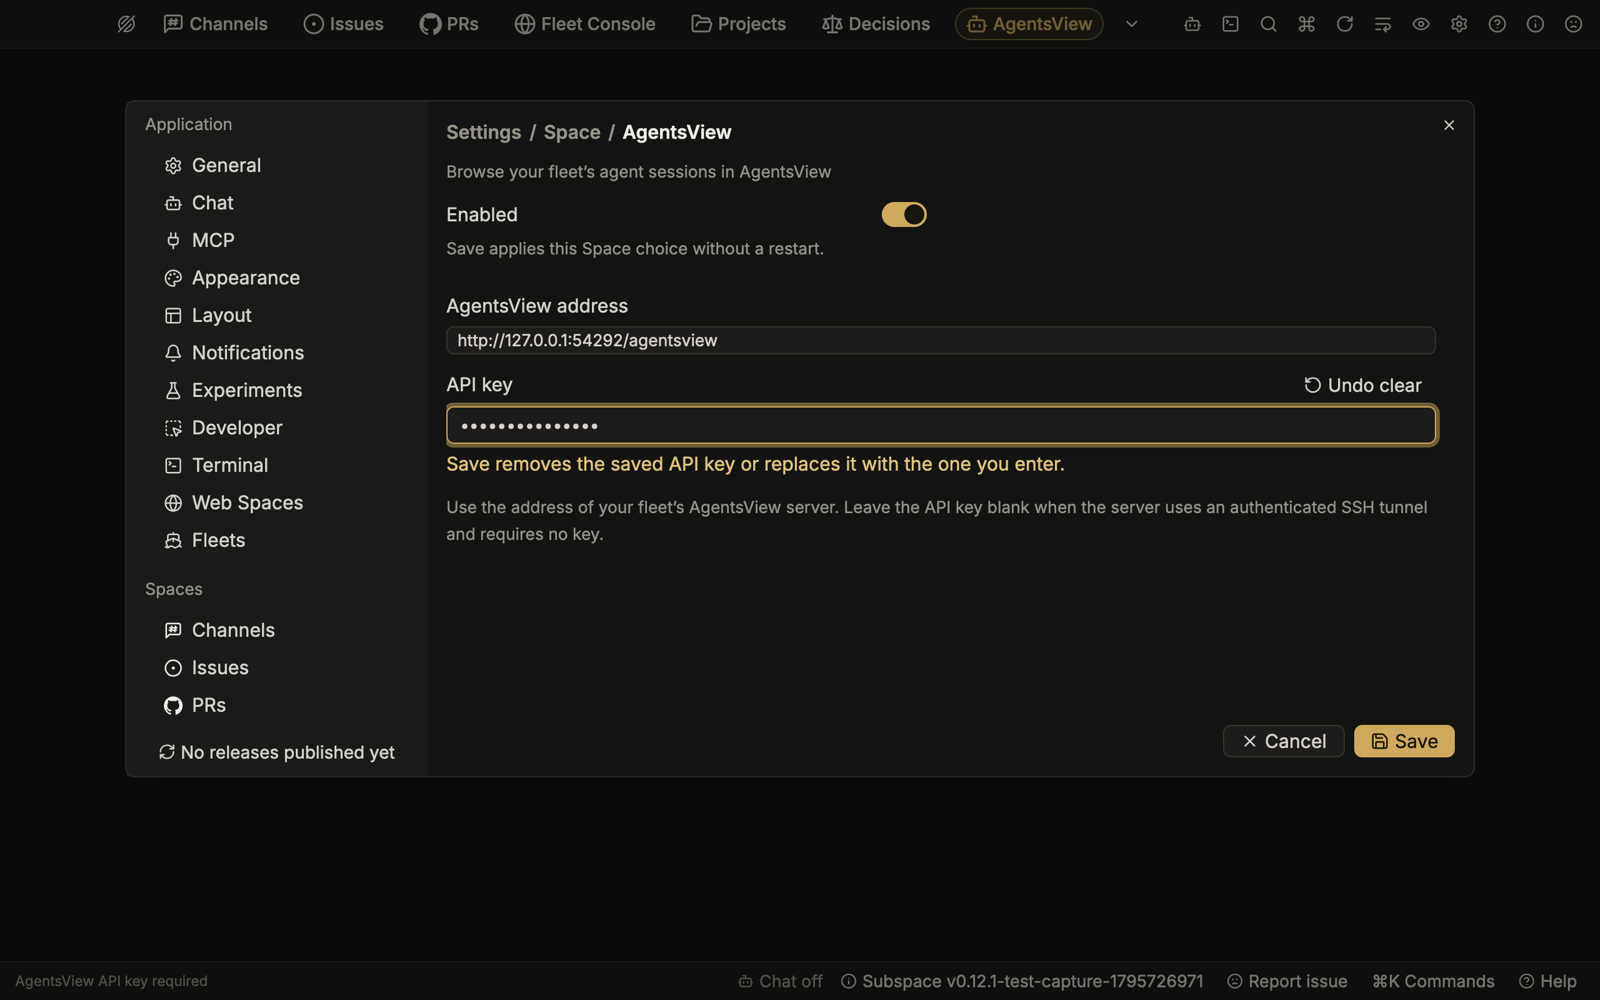 Channels
Issues
PRs
Fleet Console
Projects
Decisions
AgentsView
Application
General
Chat
MCP
Appearance
Layout
Notifications
Experiments
Developer
Terminal
Web Spaces
Fleets
Spaces
Channels
Issues
PRs
No releases published yet
Settings / Space / AgentsView
Browse your fleet’s agent sessions in AgentsView
Enabled
Save applies this Space choice without a restart.
AgentsView address
http://127.0.0.1:54292/agentsview
API key
Undo clear
•••••••••••••••
Save removes the saved API key or replaces it with the one you enter.
Use the address of your fleet’s AgentsView server. Leave the API key blank when the server uses an authenticated SSH tunnel
and requires no key.
Cancel
Save
AgentsView API key required
Chat off
Subspace v0.12.1-test-capture-1795726971
Report issue
⌘K Commands
Help